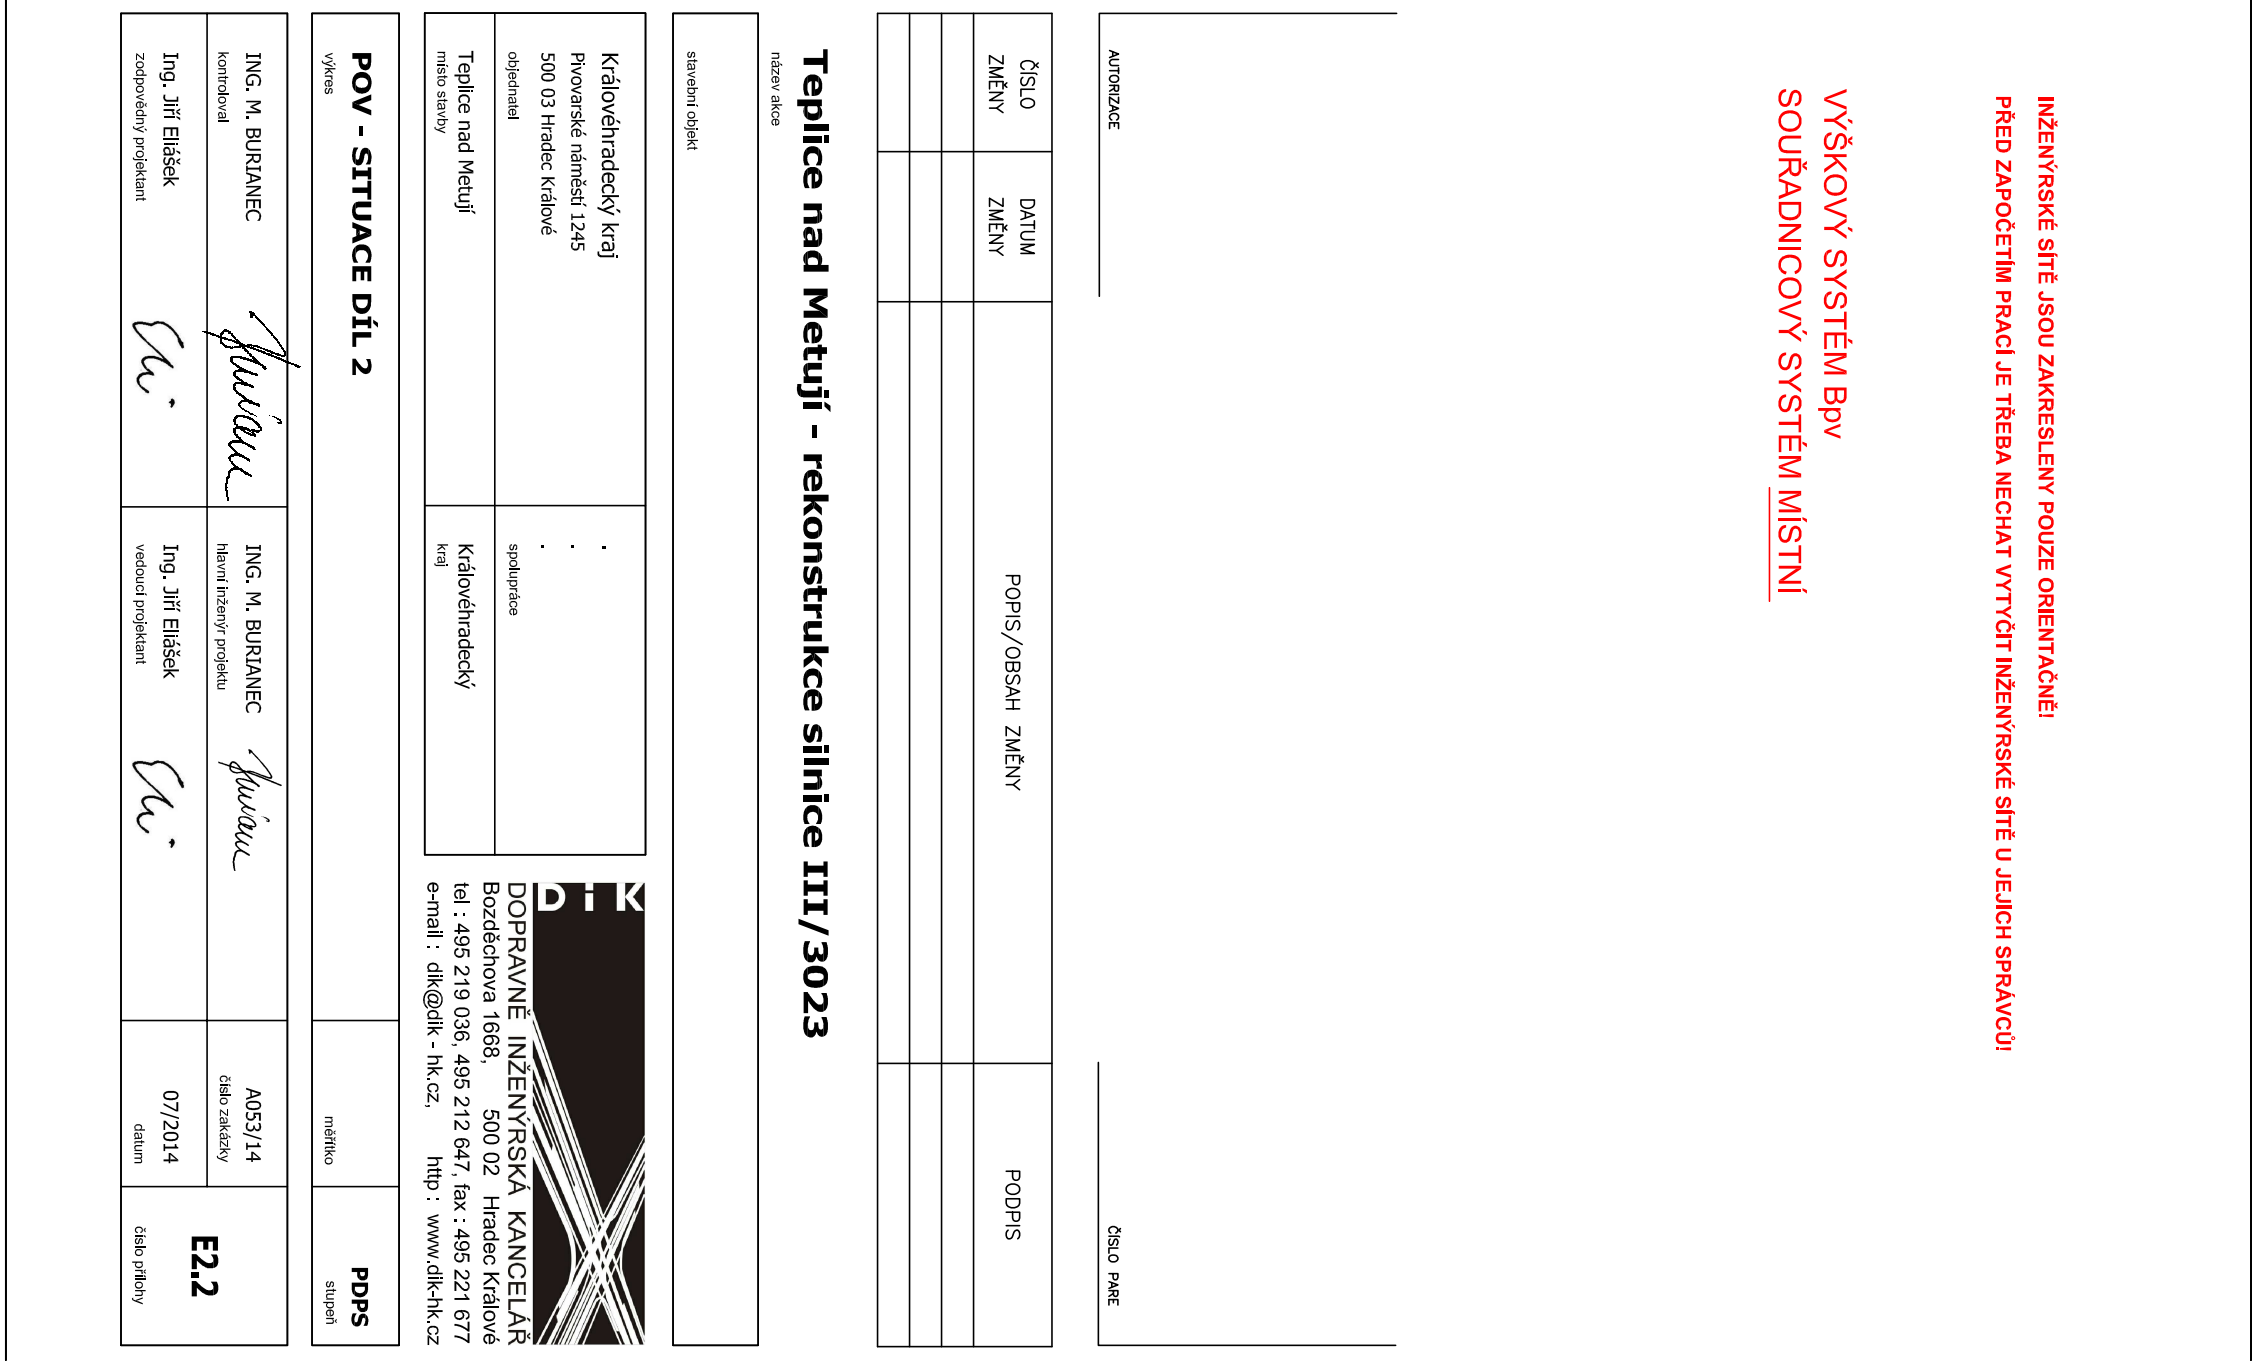 INŽENÝRSKÉ SÍTĚ JSOU ZAKRESLENY POUZE ORIENTAČNĚ!
PŘED ZAPOČETÍM PRACÍ JE TŘEBA NECHAT VYTYČIT INŽENÝRSKÉ SÍTĚ U JEJICH SPRÁVCŮ!
VÝŠKOVÝ SYSTÉM Bpv
SOUŘADNICOVÝ SYSTÉM MÍSTNÍ
AUTORIZACE
ČÍSLO PARE
ČÍSLO ZMĚNY
DATUM ZMĚNY
POPIS/OBSAH ZMĚNY
PODPIS
Teplice nad Metují - rekonstrukce silnice III/3023
název akce
stavební objekt
Královéhradecký kraj
Pivovarské náměstí 1245
500 03 Hradec Králové
objednatel
.
.
.
spolupráce
Teplice nad Metují
místo stavby
Královéhradecký
kraj
DiK
DOPRAVNĚ INŽENÝRSKÁ KANCELÁŘ
Bozděchova 1668, 500 02 Hradec Králové
tel : 495 219 036, 495 212 647, fax : 495 221 677
e-mail : dik@dik - hk.cz, http : www.dik-hk.cz
POV - SITUACE DÍL 2
výkres
měřítko
PDPS
stupeň
ING. M. BURIANEC
kontroloval
ING. M. BURIANEC
hlavní inženýr projektu
A053/14
číslo zakázky
Ing. Jiří Eliášek
zodpovědný projektant
Ing. Jiří Eliášek
vedoucí projektant
07/2014
datum
E2.2
číslo přílohy